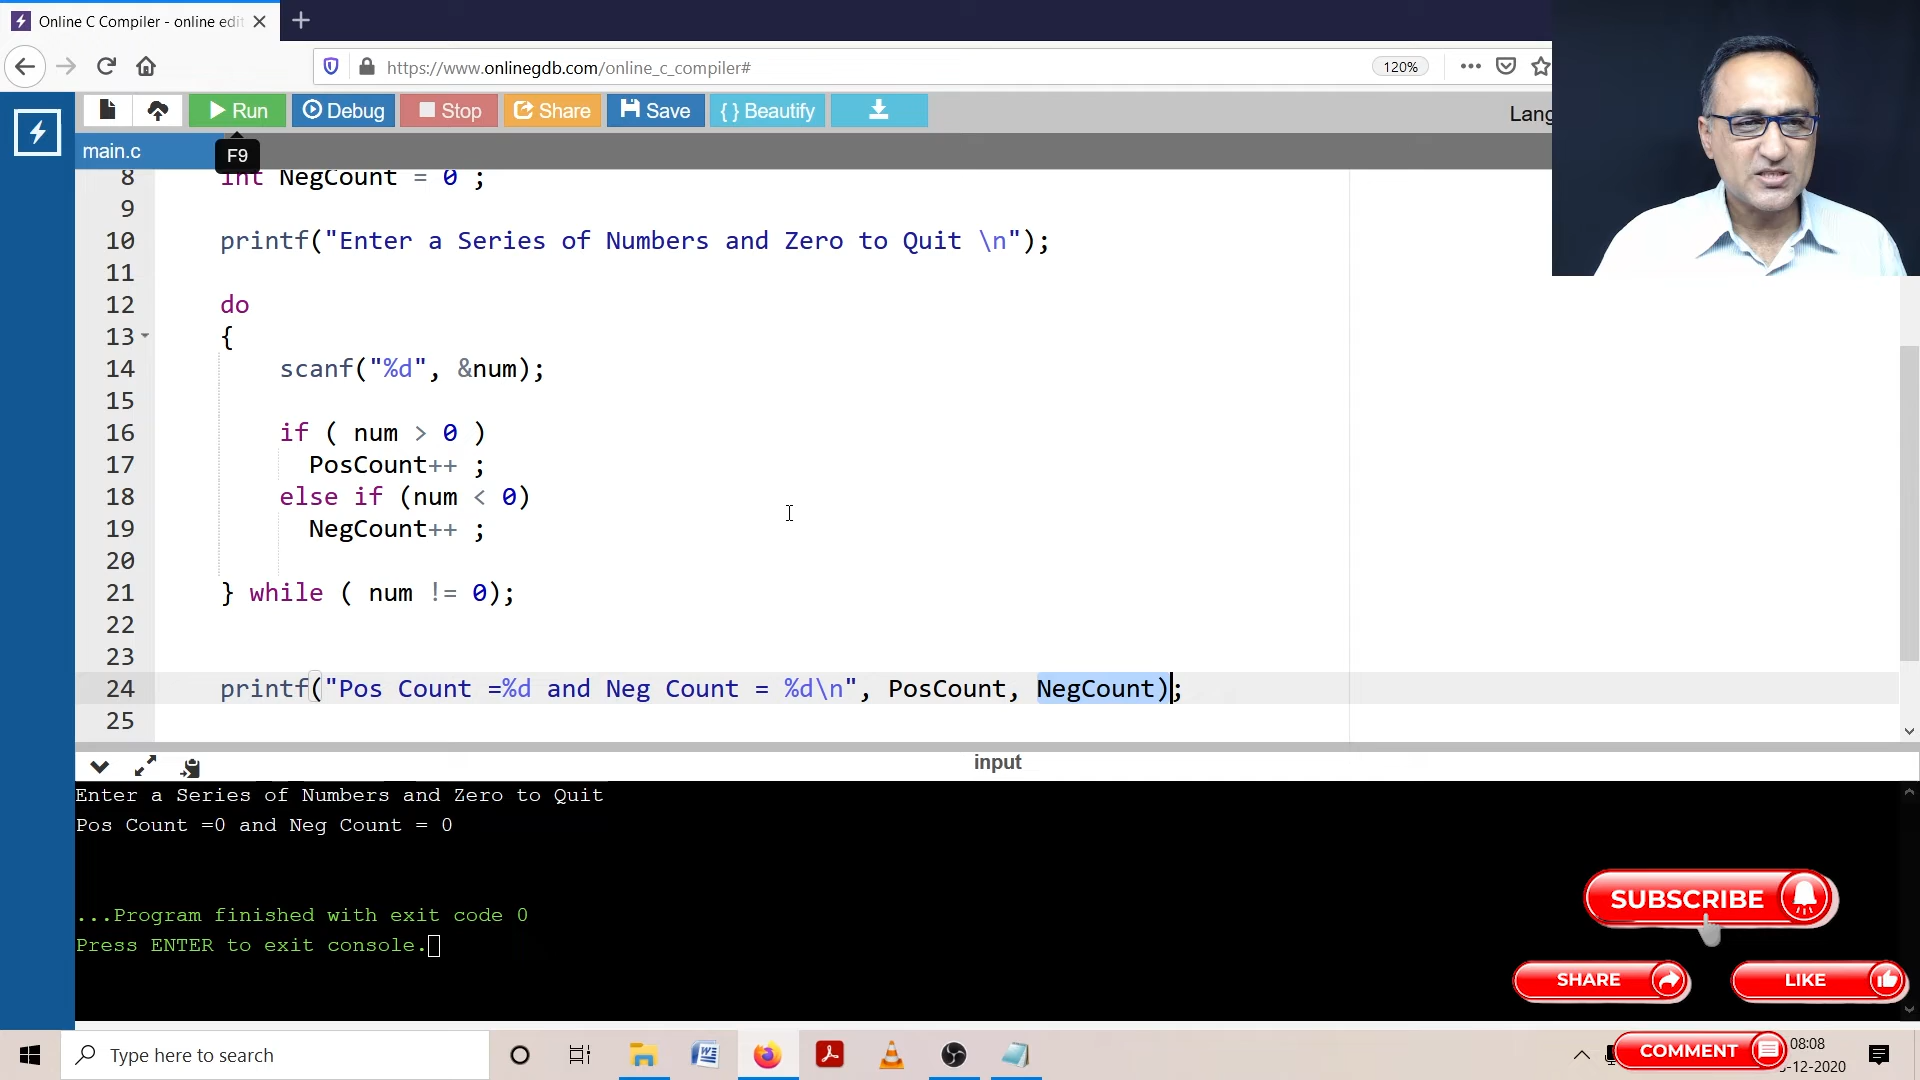 Online C Compiler - online edit
https://www.onlinegdb.com/online_c_compiler#
120%
Run
Debug
Stop
Share
Save
{ } Beautify
Lang
main.c
F9
8 int NegCount = 0 ;
9
10 printf("Enter a Series of Numbers and Zero to Quit \n");
11
12 do
13 {
14 scanf("%d", &num);
15
16 if ( num > 0 )
17 PosCount++ ;
18 else if (num < 0)
19 NegCount++ ;
20
21 } while ( num != 0);
22
23
24 printf("Pos Count =%d and Neg Count = %d\n", PosCount, NegCount);
25
input
Enter a Series of Numbers and Zero to Quit
Pos Count =0 and Neg Count = 0
...Program finished with exit code 0
Press ENTER to exit console.
SUBSCRIBE
SHARE
LIKE
Type here to search
COMMENT
08:08
-12-2020